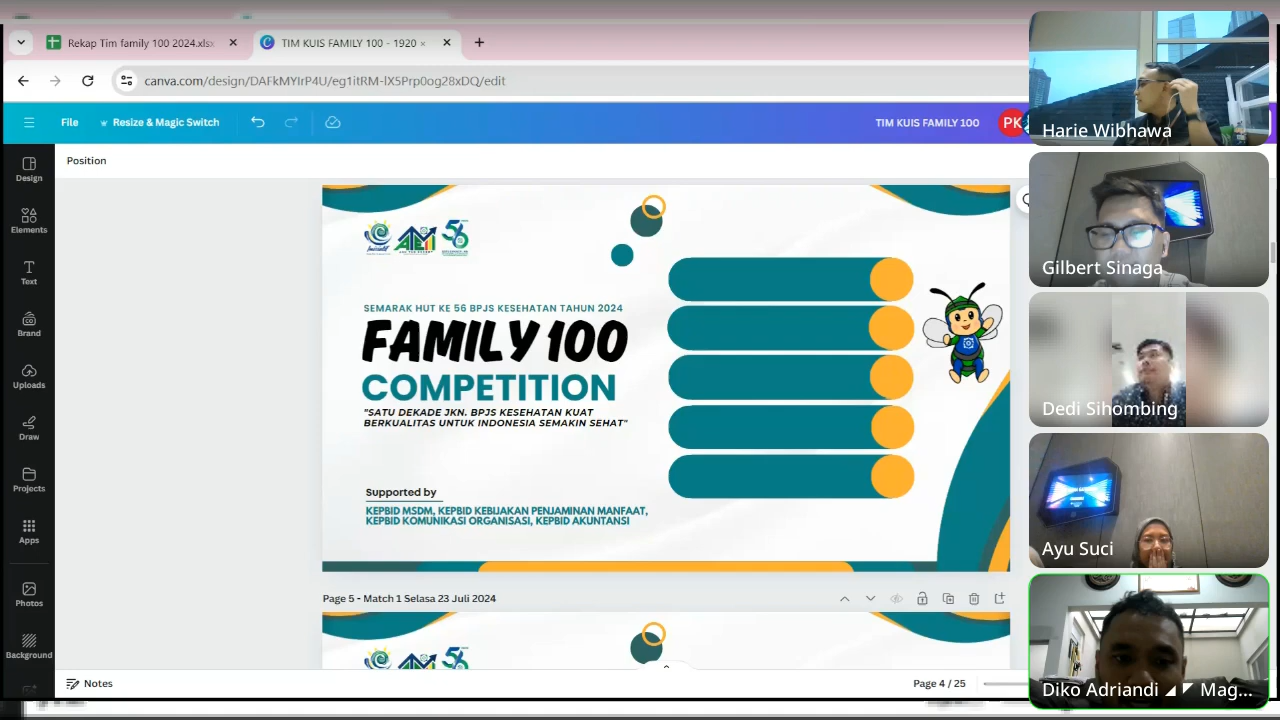 Rekap Tim family 100 2024.xls
TIM KUIS FAMILY 100 - 1920
canva.com/design/DAFkMYIrP4U/eg1itRM-lX5Prp0og28xDQ/edit
File
Resize & Magic Switch
TIM KUIS FAMILY 100
PK
Position
Design
Elements
Text
Brand
Uploads
Draw
Projects
Apps
Photos
Background
56
SEMARAK HUT KE 56 BPJS KESEHATAN TAHUN 2024
FAMILY 100
COMPETITION
"SATU DEKADE JKN. BPJS KESEHATAN KUAT
BERKUALITAS UNTUK INDONESIA SEMAKIN SEHAT"
Supported by
KEPBID MSDM, KEPBID KEBIJAKAN PENJAMINAN MANFAAT,
KEPBID KOMUNIKASI ORGANISASI, KEPBID AKUNTANSI
Page 5 - Match 1 Selasa 23 Juli 2024
56
Notes
Page 4 / 25
Harie Wibhawa
Gilbert Sinaga
Dedi Sihombing
Ayu Suci
Diko Adriandi ◢ ◤ Mag...